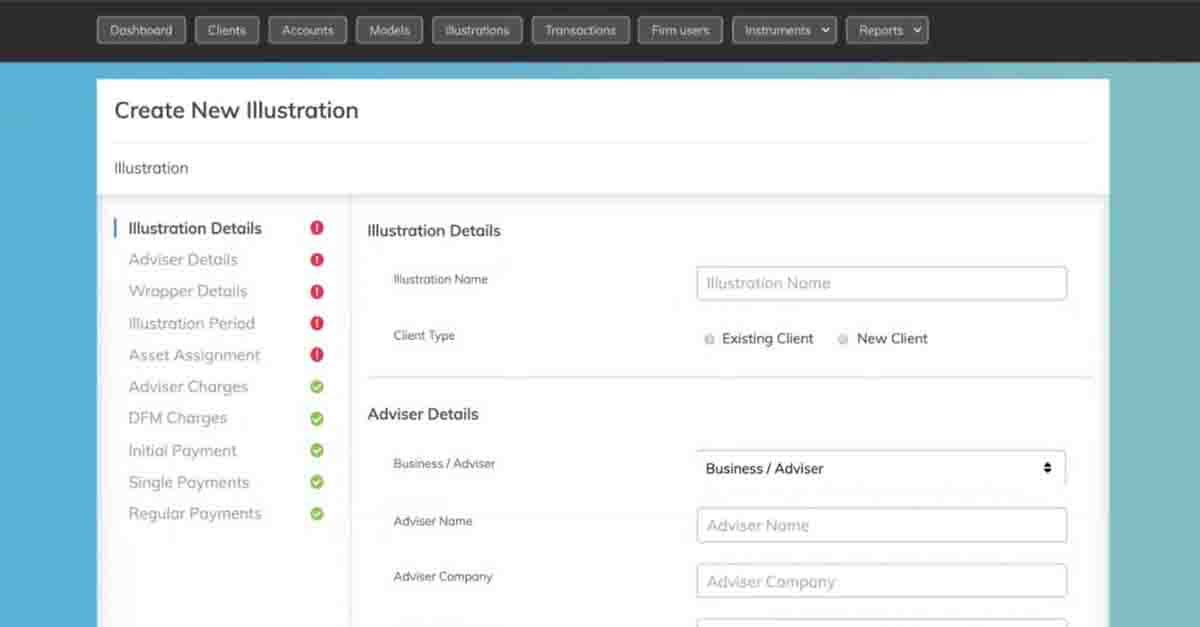 Dashboard Clients Accounts Models Illustrations Transactions Firm users Instruments Reports
Create New Illustration
Illustration
Illustration Details
Adviser Details
Wrapper Details
Illustration Period
Asset Assignment
Adviser Charges
DFM Charges
Initial Payment
Single Payments
Regular Payments
Illustration Details
Illustration Name Illustration Name
Client Type Existing Client New Client
Adviser Details
Business / Adviser Business / Adviser
Adviser Name Adviser Name
Adviser Company Adviser Company